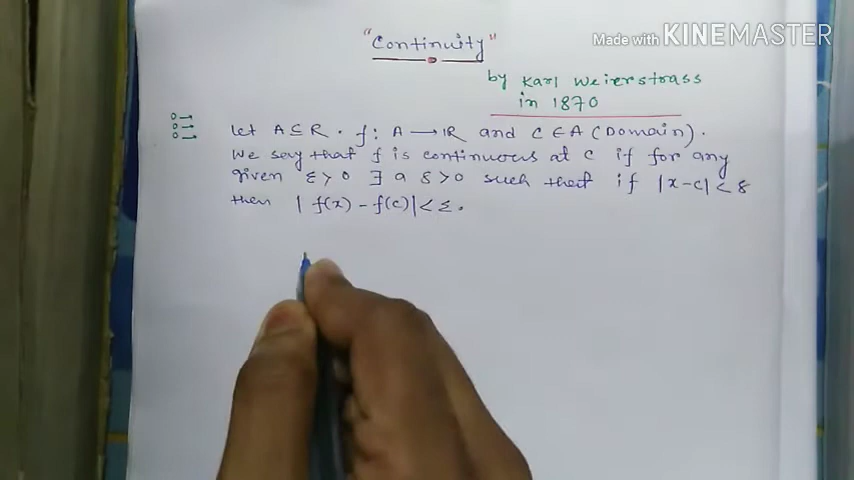 Made with KINEMASTER
"Continuity"
by Karl Weierstrass
in 1870
Let A ⊆ R. f: A → IR and C ∈ A (Domain).
We say that f is continuous at c if for any
given ε > 0 ∃ a δ > 0 such that if |x-c| < δ
then | f(x) - f(c)| < ε.